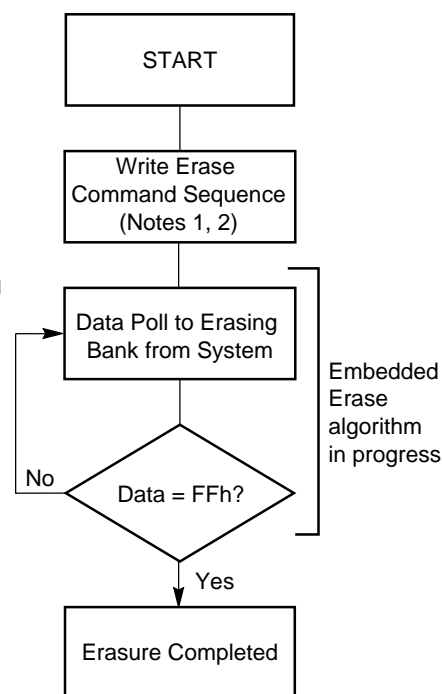 START
Write Erase
Command Sequence
(Notes 1, 2)
Data Poll to Erasing
Bank from System
Embedded
Erase
algorithm
in progress
No
Data = FFh?
Yes
Erasure Completed